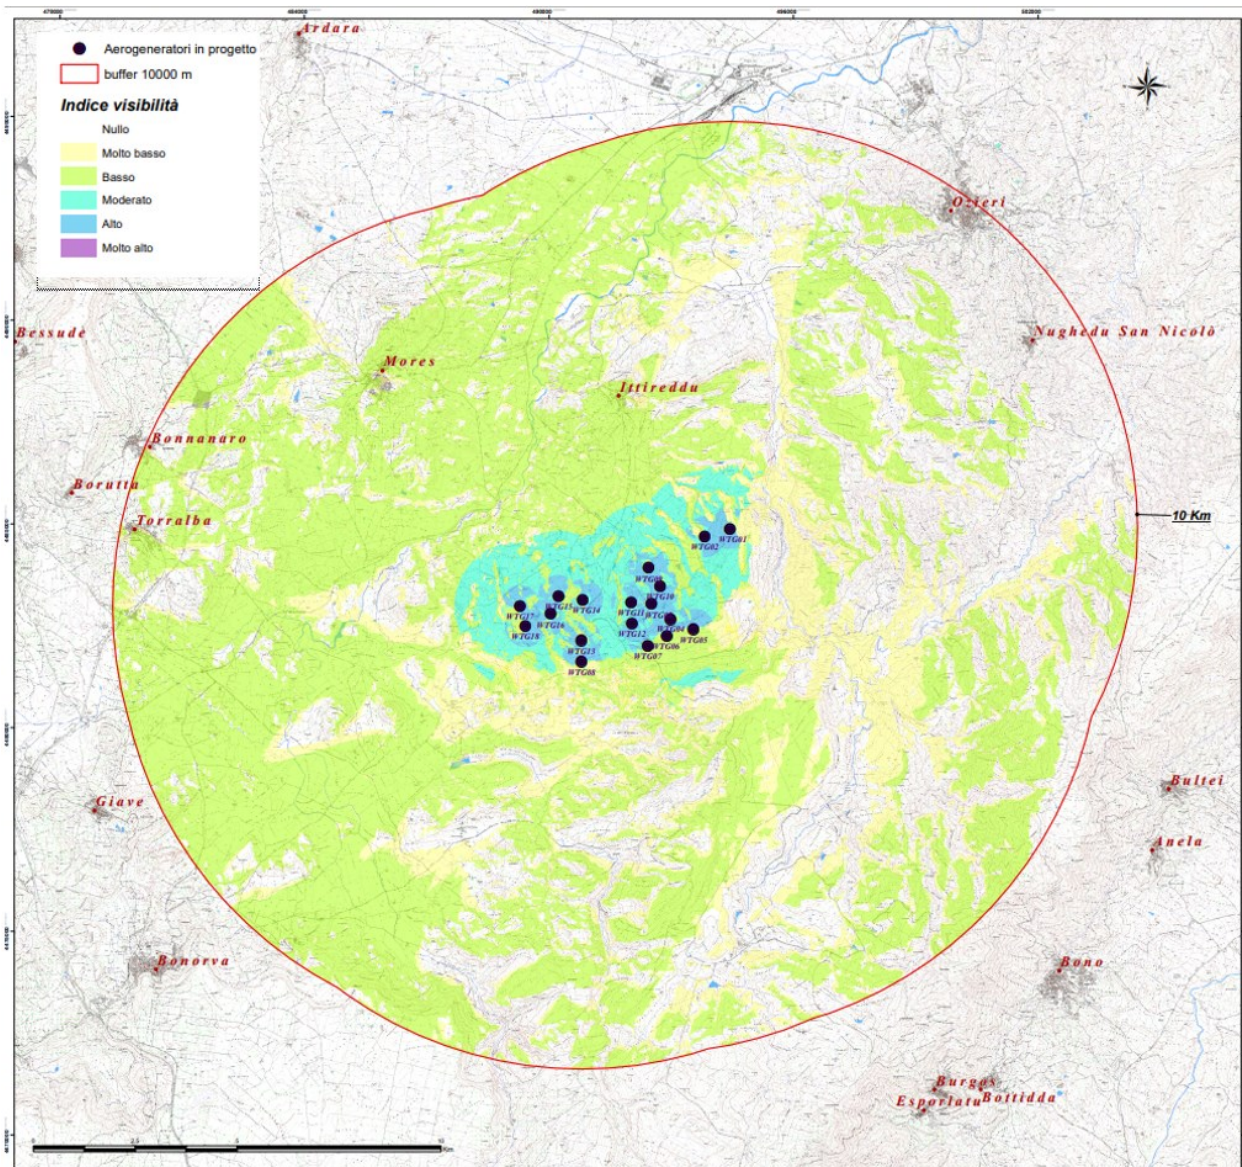 Ardara
Aerogeneratori in progetto
buffer 10000 m
Indice visibilità
Nullo
Molto basso
Basso
Moderato
Alto
Molto alto
Ozieri
Bessude
Nughedu San Nicolò
Mores
Ittireddu
Bonnanaro
Borutta
Torralba
10 Km
WTG01
WTG02
WTG10
WTG15
WTG14
WTG11
WTG16
WTG18
WTG12
WTG04
WTG05
WTG06
WTG07
WTG13
WTG08
Giave
Bultei
Anela
Bonorva
Bono
Burgos
Bottidda
Esporlatu